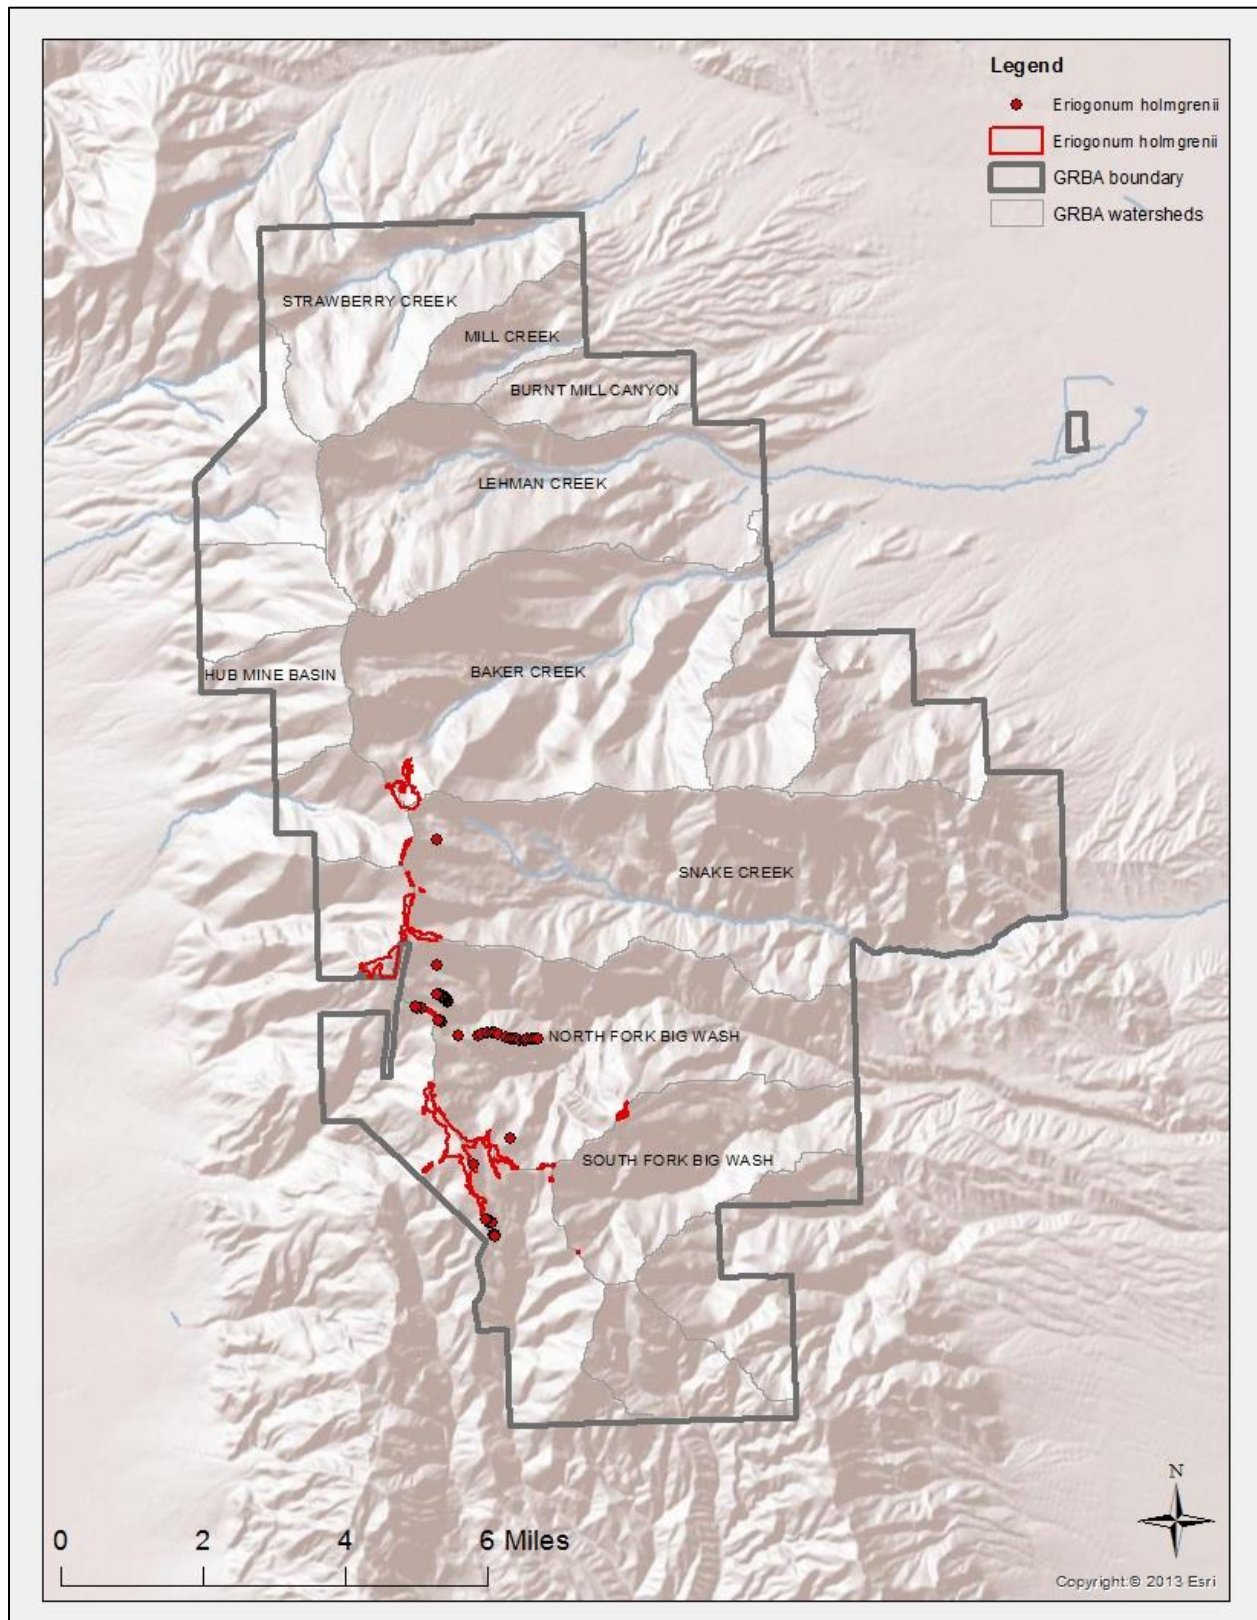 Legend
Eriogonum holmgrenii
Eriogonum holmgrenii
GRBA boundary
GRBA watersheds
STRAWBERRY CREEK
MILL CREEK
BURNT MILL CANYON
LEHMAN CREEK
HUB MINE BASIN
BAKER CREEK
SNAKE CREEK
NORTH FORK BIG WASH
SOUTH FORK BIG WASH
N
0 2 4 6 Miles
Copyright:© 2013 Esri